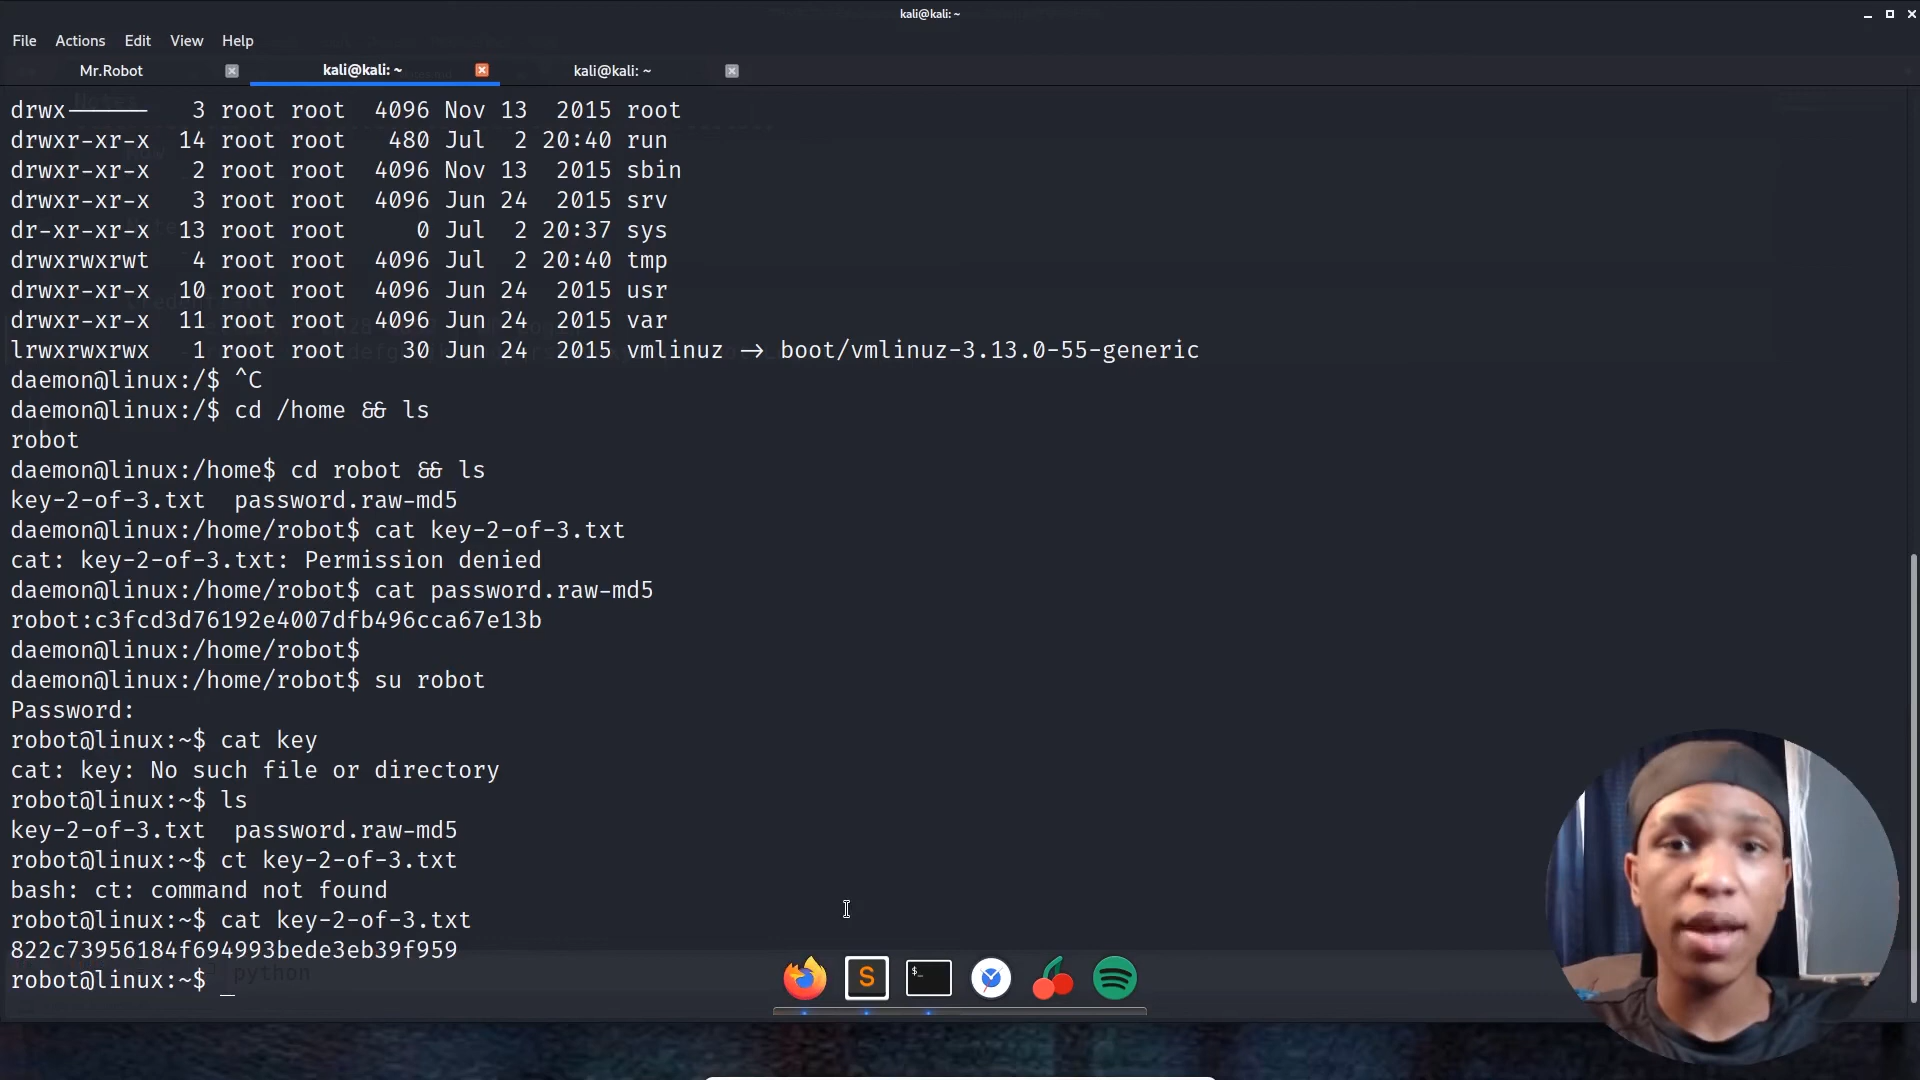 kali@kali: ~
File Actions Edit View Help
Mr.Robot kali@kali: ~ kali@kali: ~
drwx------ 3 root root 4096 Nov 13 2015 root
drwxr-xr-x 14 root root 480 Jul 2 20:40 run
drwxr-xr-x 2 root root 4096 Nov 13 2015 sbin
drwxr-xr-x 3 root root 4096 Jun 24 2015 srv
dr-xr-xr-x 13 root root 0 Jul 2 20:37 sys
drwxrwxrwt 4 root root 4096 Jul 2 20:40 tmp
drwxr-xr-x 10 root root 4096 Jun 24 2015 usr
drwxr-xr-x 11 root root 4096 Jun 24 2015 var
lrwxrwxrwx 1 root root 30 Jun 24 2015 vmlinuz -> boot/vmlinuz-3.13.0-55-generic
daemon@linux:/$ ^C
daemon@linux:/$ cd /home && ls
robot
daemon@linux:/home$ cd robot && ls
key-2-of-3.txt password.raw-md5
daemon@linux:/home/robot$ cat key-2-of-3.txt
cat: key-2-of-3.txt: Permission denied
daemon@linux:/home/robot$ cat password.raw-md5
robot:c3fcd3d76192e4007dfb496cca67e13b
daemon@linux:/home/robot$
daemon@linux:/home/robot$ su robot
Password:
robot@linux:~$ cat key
cat: key: No such file or directory
robot@linux:~$ ls
key-2-of-3.txt password.raw-md5
robot@linux:~$ ct key-2-of-3.txt
bash: ct: command not found
robot@linux:~$ cat key-2-of-3.txt
822c73956184f694993bede3eb39f959
robot@linux:~$ _
python